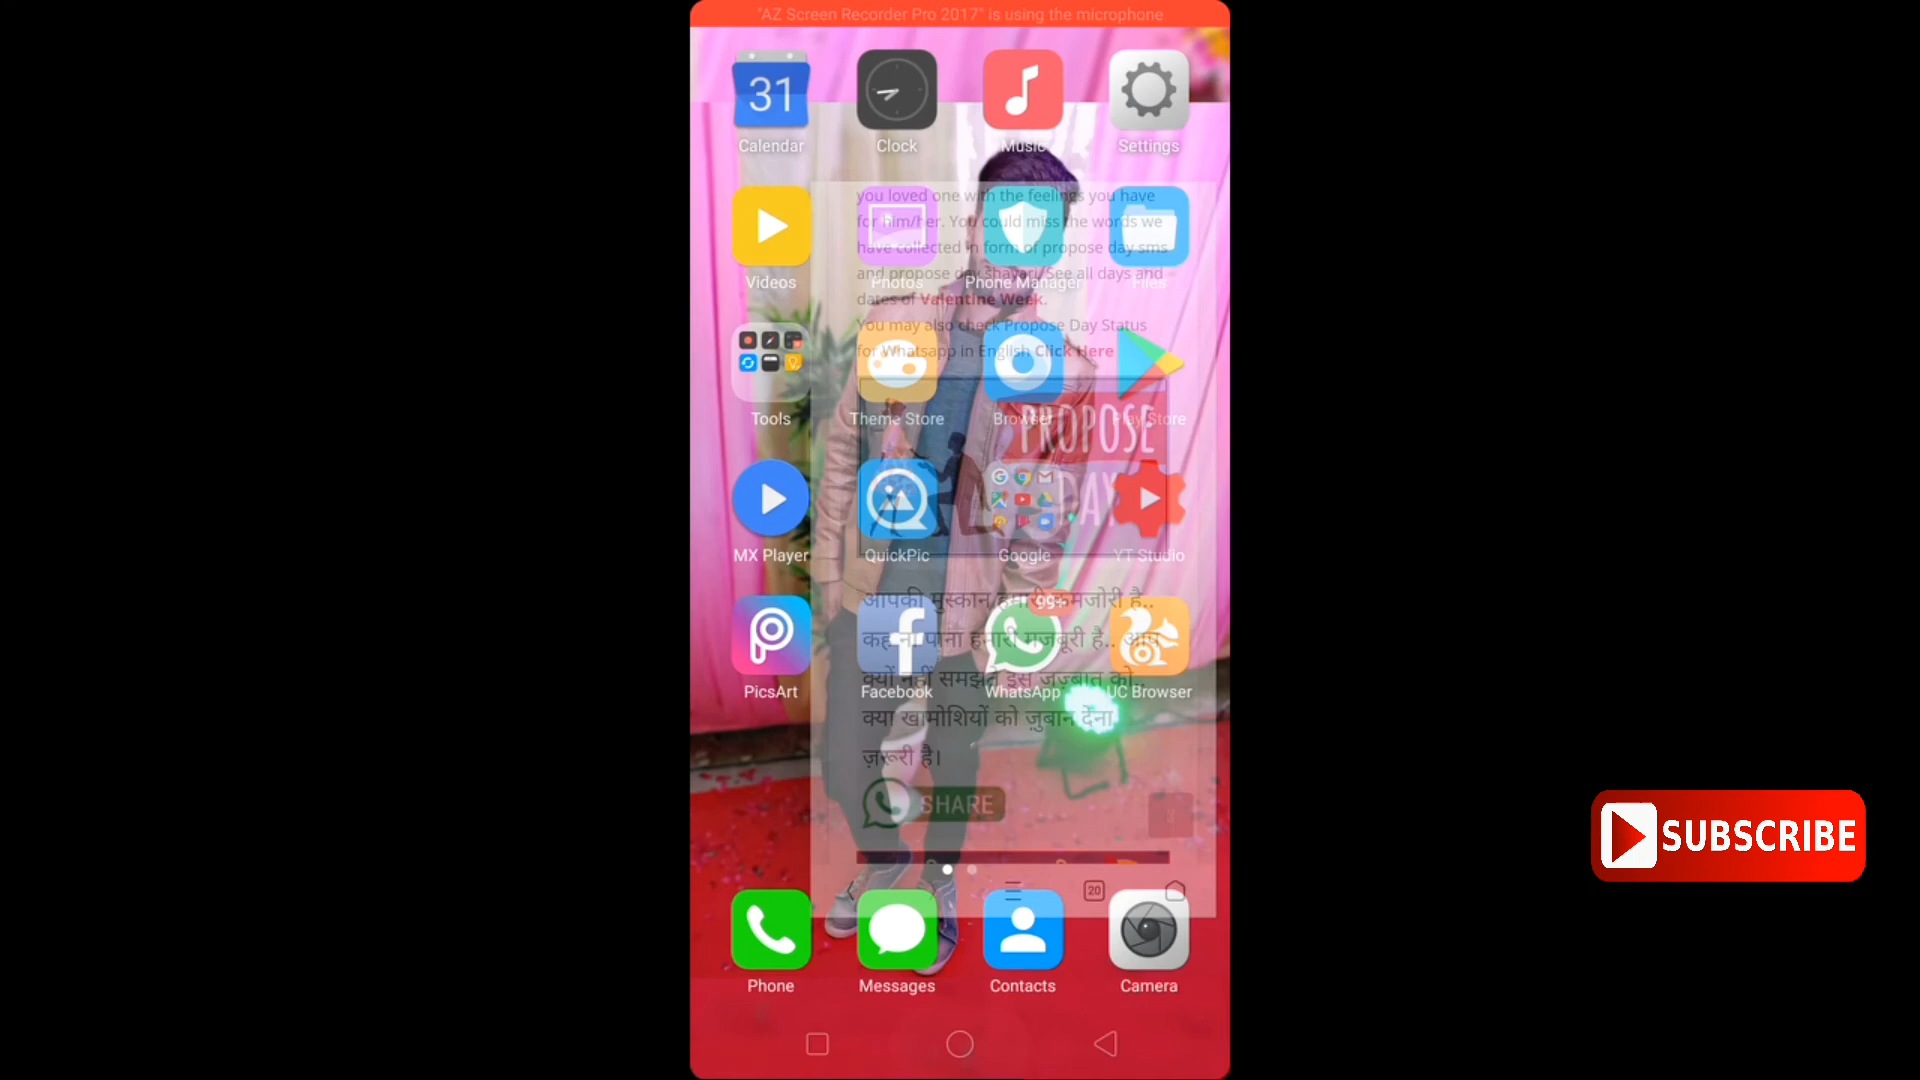 "AZ Screen Recorder Pro 2017" is using the microphone
31
Calendar
Clock
Music
Settings
you loved one with the feelings you have
for him/her. You could miss the words we
have collected in form of propose day sms
and propose day shayari. See all days and
dates of Valentine Week.
Videos
Photos
Phone Manager
Files
You may also check Propose Day Status
for Whatsapp in English Click Here
Tools
Theme Store
Browser
Play Store
PROPOSE
DAY
MX Player
QuickPic
Google
YT Studio
आपकी मुस्कान हमारी कमजोरी है..
कह ना पाना हमारी मजबूरी है.. आप
क्यों नहीं समझते इस जज़्बात को..
क्या खामोशियों को ज़ुबान देना
ज़रूरी है।
99+
PicsArt
Facebook
WhatsApp
UC Browser
SHARE
20
Phone
Messages
Contacts
Camera
SUBSCRIBE